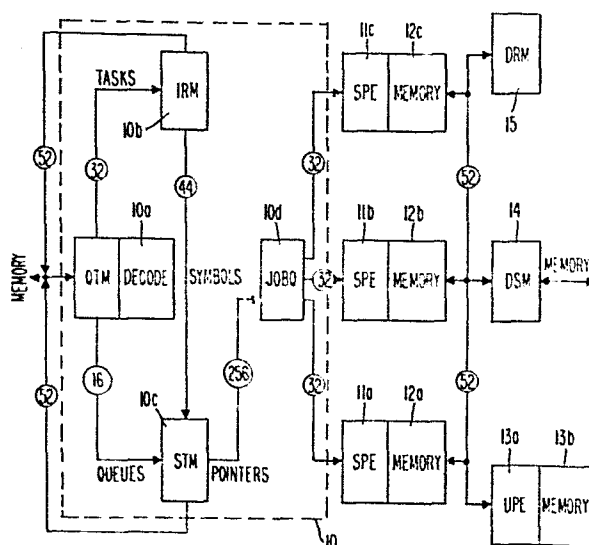 11c
12c
TASKS
IRM
SPE
MEMORY
DRM
10b
15
52
32
44
32
52
10a
10d
11b
12b
14
MEMORY
DECODE
SYMBOLS
JOBO
32
SPE
MEMORY
DSM
MEMORY
52
16
256
32
52
10c
11a
12a
13a
13b
QUEUES
STM
POINTERS
SPE
MEMORY
UPE
MEMORY
10